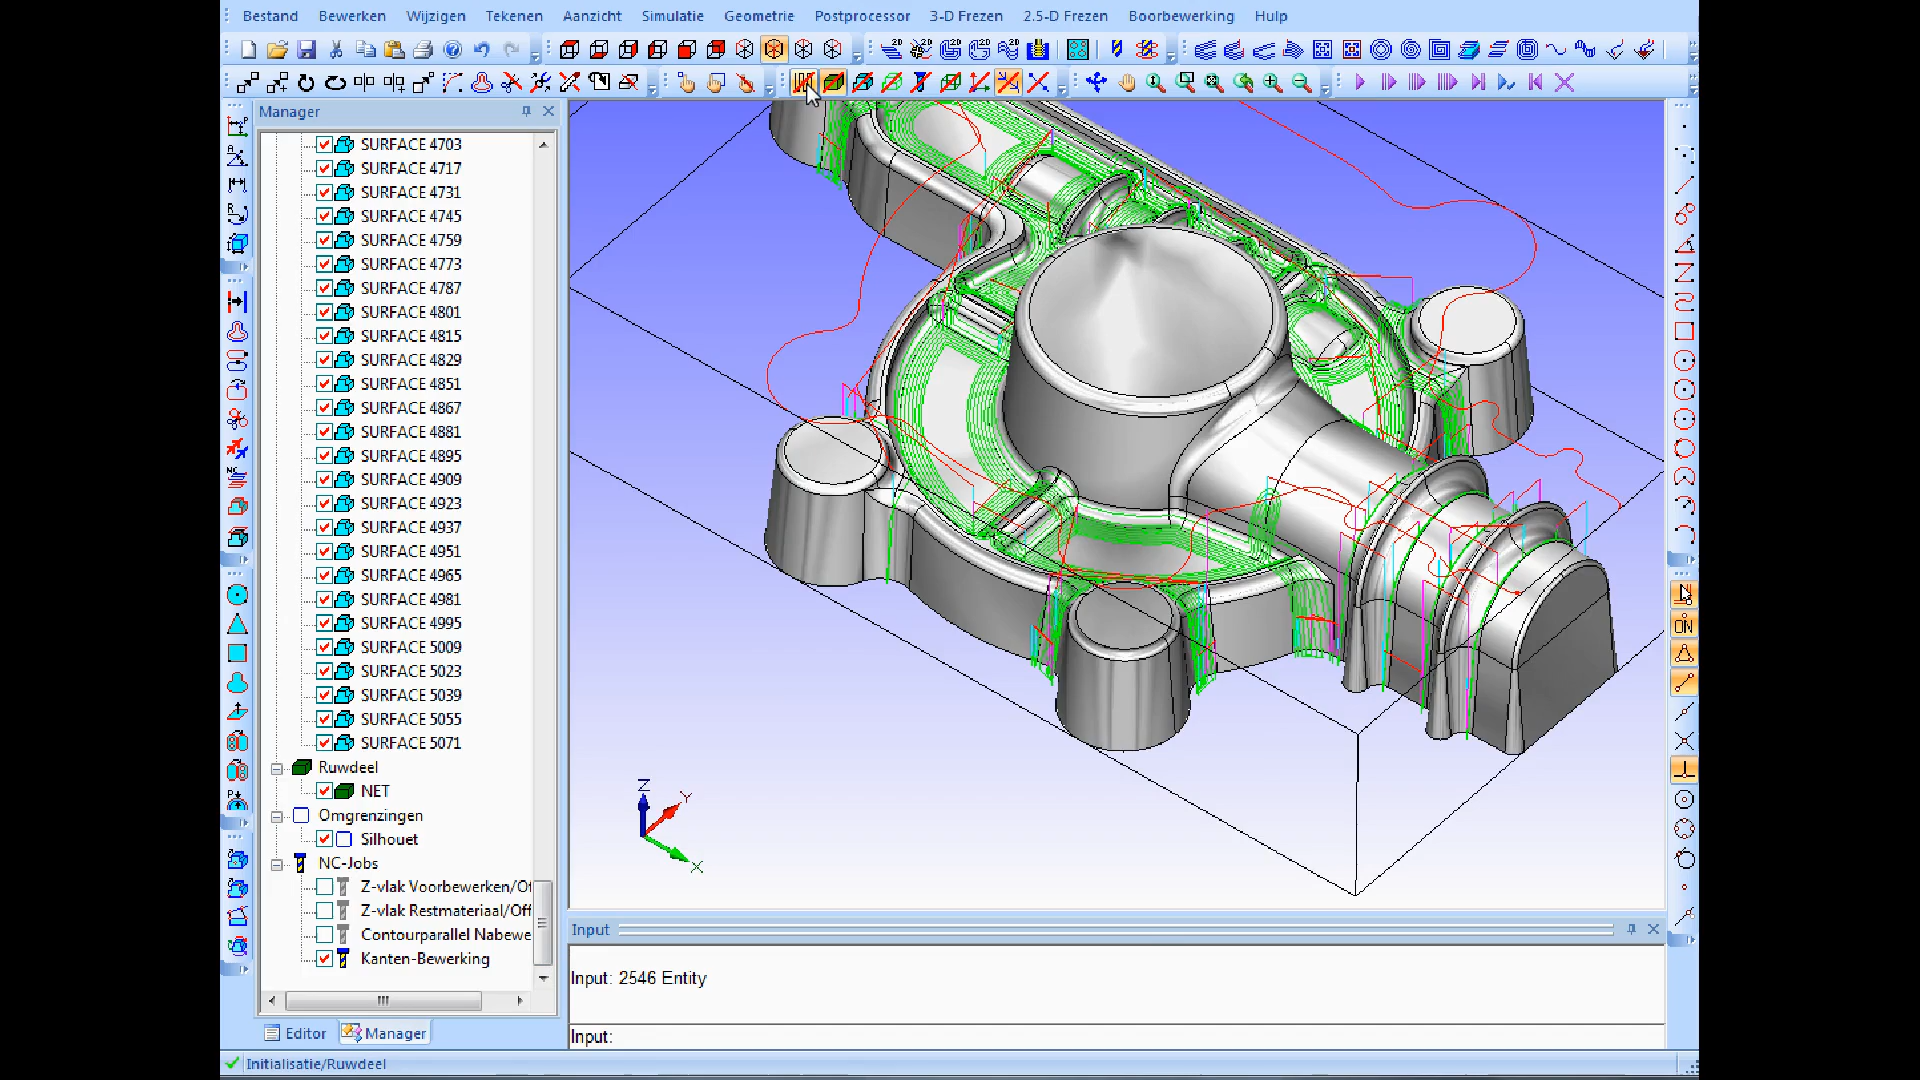 Bestand Bewerken Wijzigen Tekenen Aanzicht Simulatie Geometrie Postprocessor 3-D Frezen 2.5-D Frezen Boorbewerking Hulp
Manager
SURFACE 4703
SURFACE 4717
SURFACE 4731
SURFACE 4745
SURFACE 4759
SURFACE 4773
SURFACE 4787
SURFACE 4801
SURFACE 4815
SURFACE 4829
SURFACE 4851
SURFACE 4867
SURFACE 4881
SURFACE 4895
SURFACE 4909
SURFACE 4923
SURFACE 4937
SURFACE 4951
SURFACE 4965
SURFACE 4981
SURFACE 4995
SURFACE 5009
SURFACE 5023
SURFACE 5039
SURFACE 5055
SURFACE 5071
Ruwdeel
NET
Omgrenzingen
Silhouet
NC-Jobs
Z-vlak Voorbewerken/Of
Z-vlak Restmateriaal/Off
Contourparallel Nabewe
Kanten-Bewerking
Editor Manager
Initialisatie/Ruwdeel
Z
Y
X
Input
Input: 2546 Entity
Input:
ON